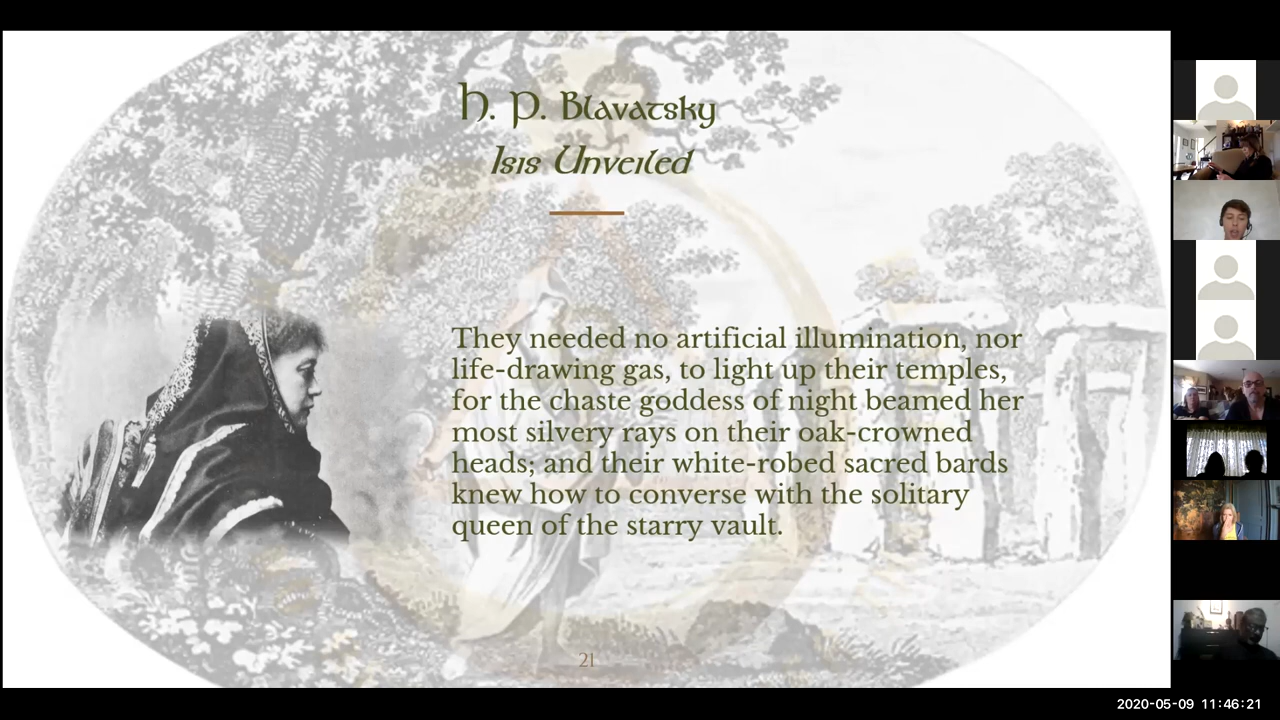 H. P. Blavatsky
Isis Unveiled
They needed no artificial illumination, nor
life-drawing gas, to light up their temples,
for the chaste goddess of night beamed her
most silvery rays on their oak-crowned
heads; and their white-robed sacred bards
knew how to converse with the solitary
queen of the starry vault.
21
2020-05-09 11:46:21